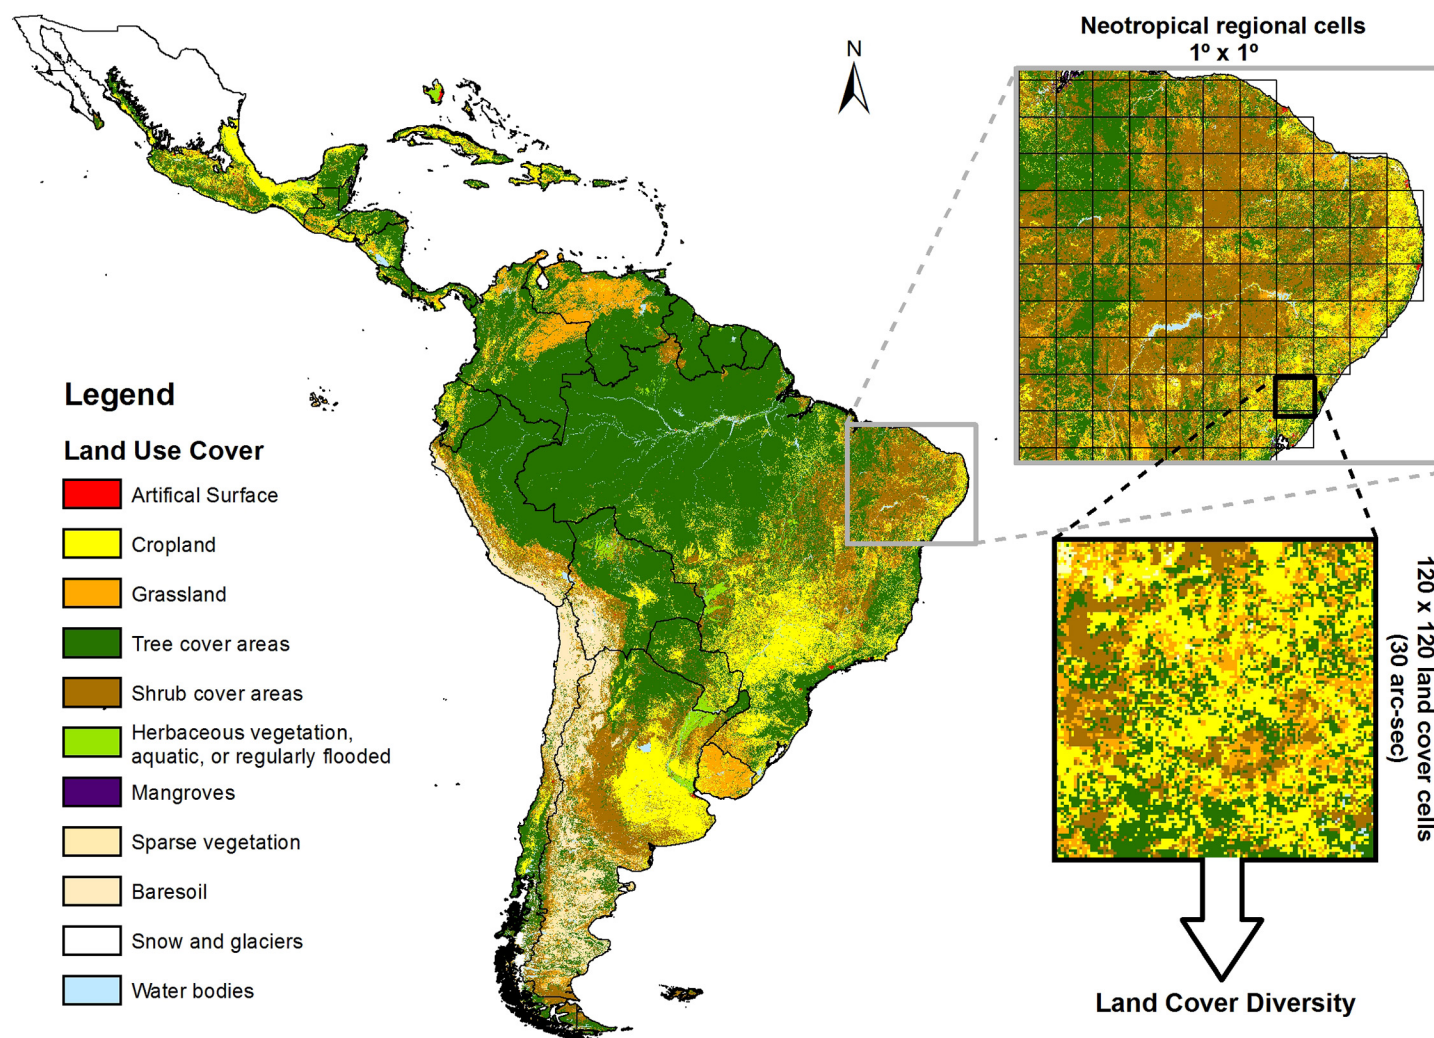 Neotropical regional cells
1º x 1º
N
Legend
Land Use Cover
Artifical Surface
Cropland
Grassland
Tree cover areas
Shrub cover areas
Herbaceous vegetation,
aquatic, or regularly flooded
Mangroves
Sparse vegetation
Baresoil
Snow and glaciers
Water bodies
120 x 120 land cover cells
(30 arc-sec)
Land Cover Diversity